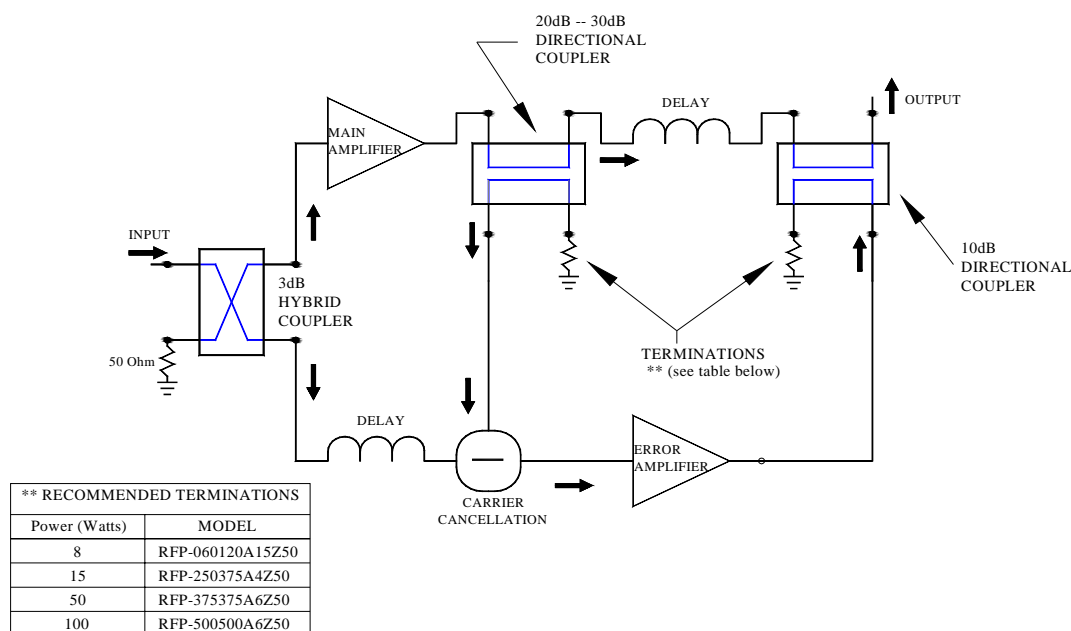 20dB -- 30dB
DIRECTIONAL
COUPLER
DELAY
OUTPUT
MAIN
AMPLIFIER
INPUT
3dB
HYBRID
COUPLER
10dB
DIRECTIONAL
COUPLER
50 Ohm
TERMINATIONS
** (see table below)
DELAY
ERROR
AMPLIFIER
CARRIER
CANCELLATION
** RECOMMENDED TERMINATIONS
Power (Watts) MODEL
8 RFP-060120A15Z50
15 RFP-250375A4Z50
50 RFP-375375A6Z50
100 RFP-500500A6Z50